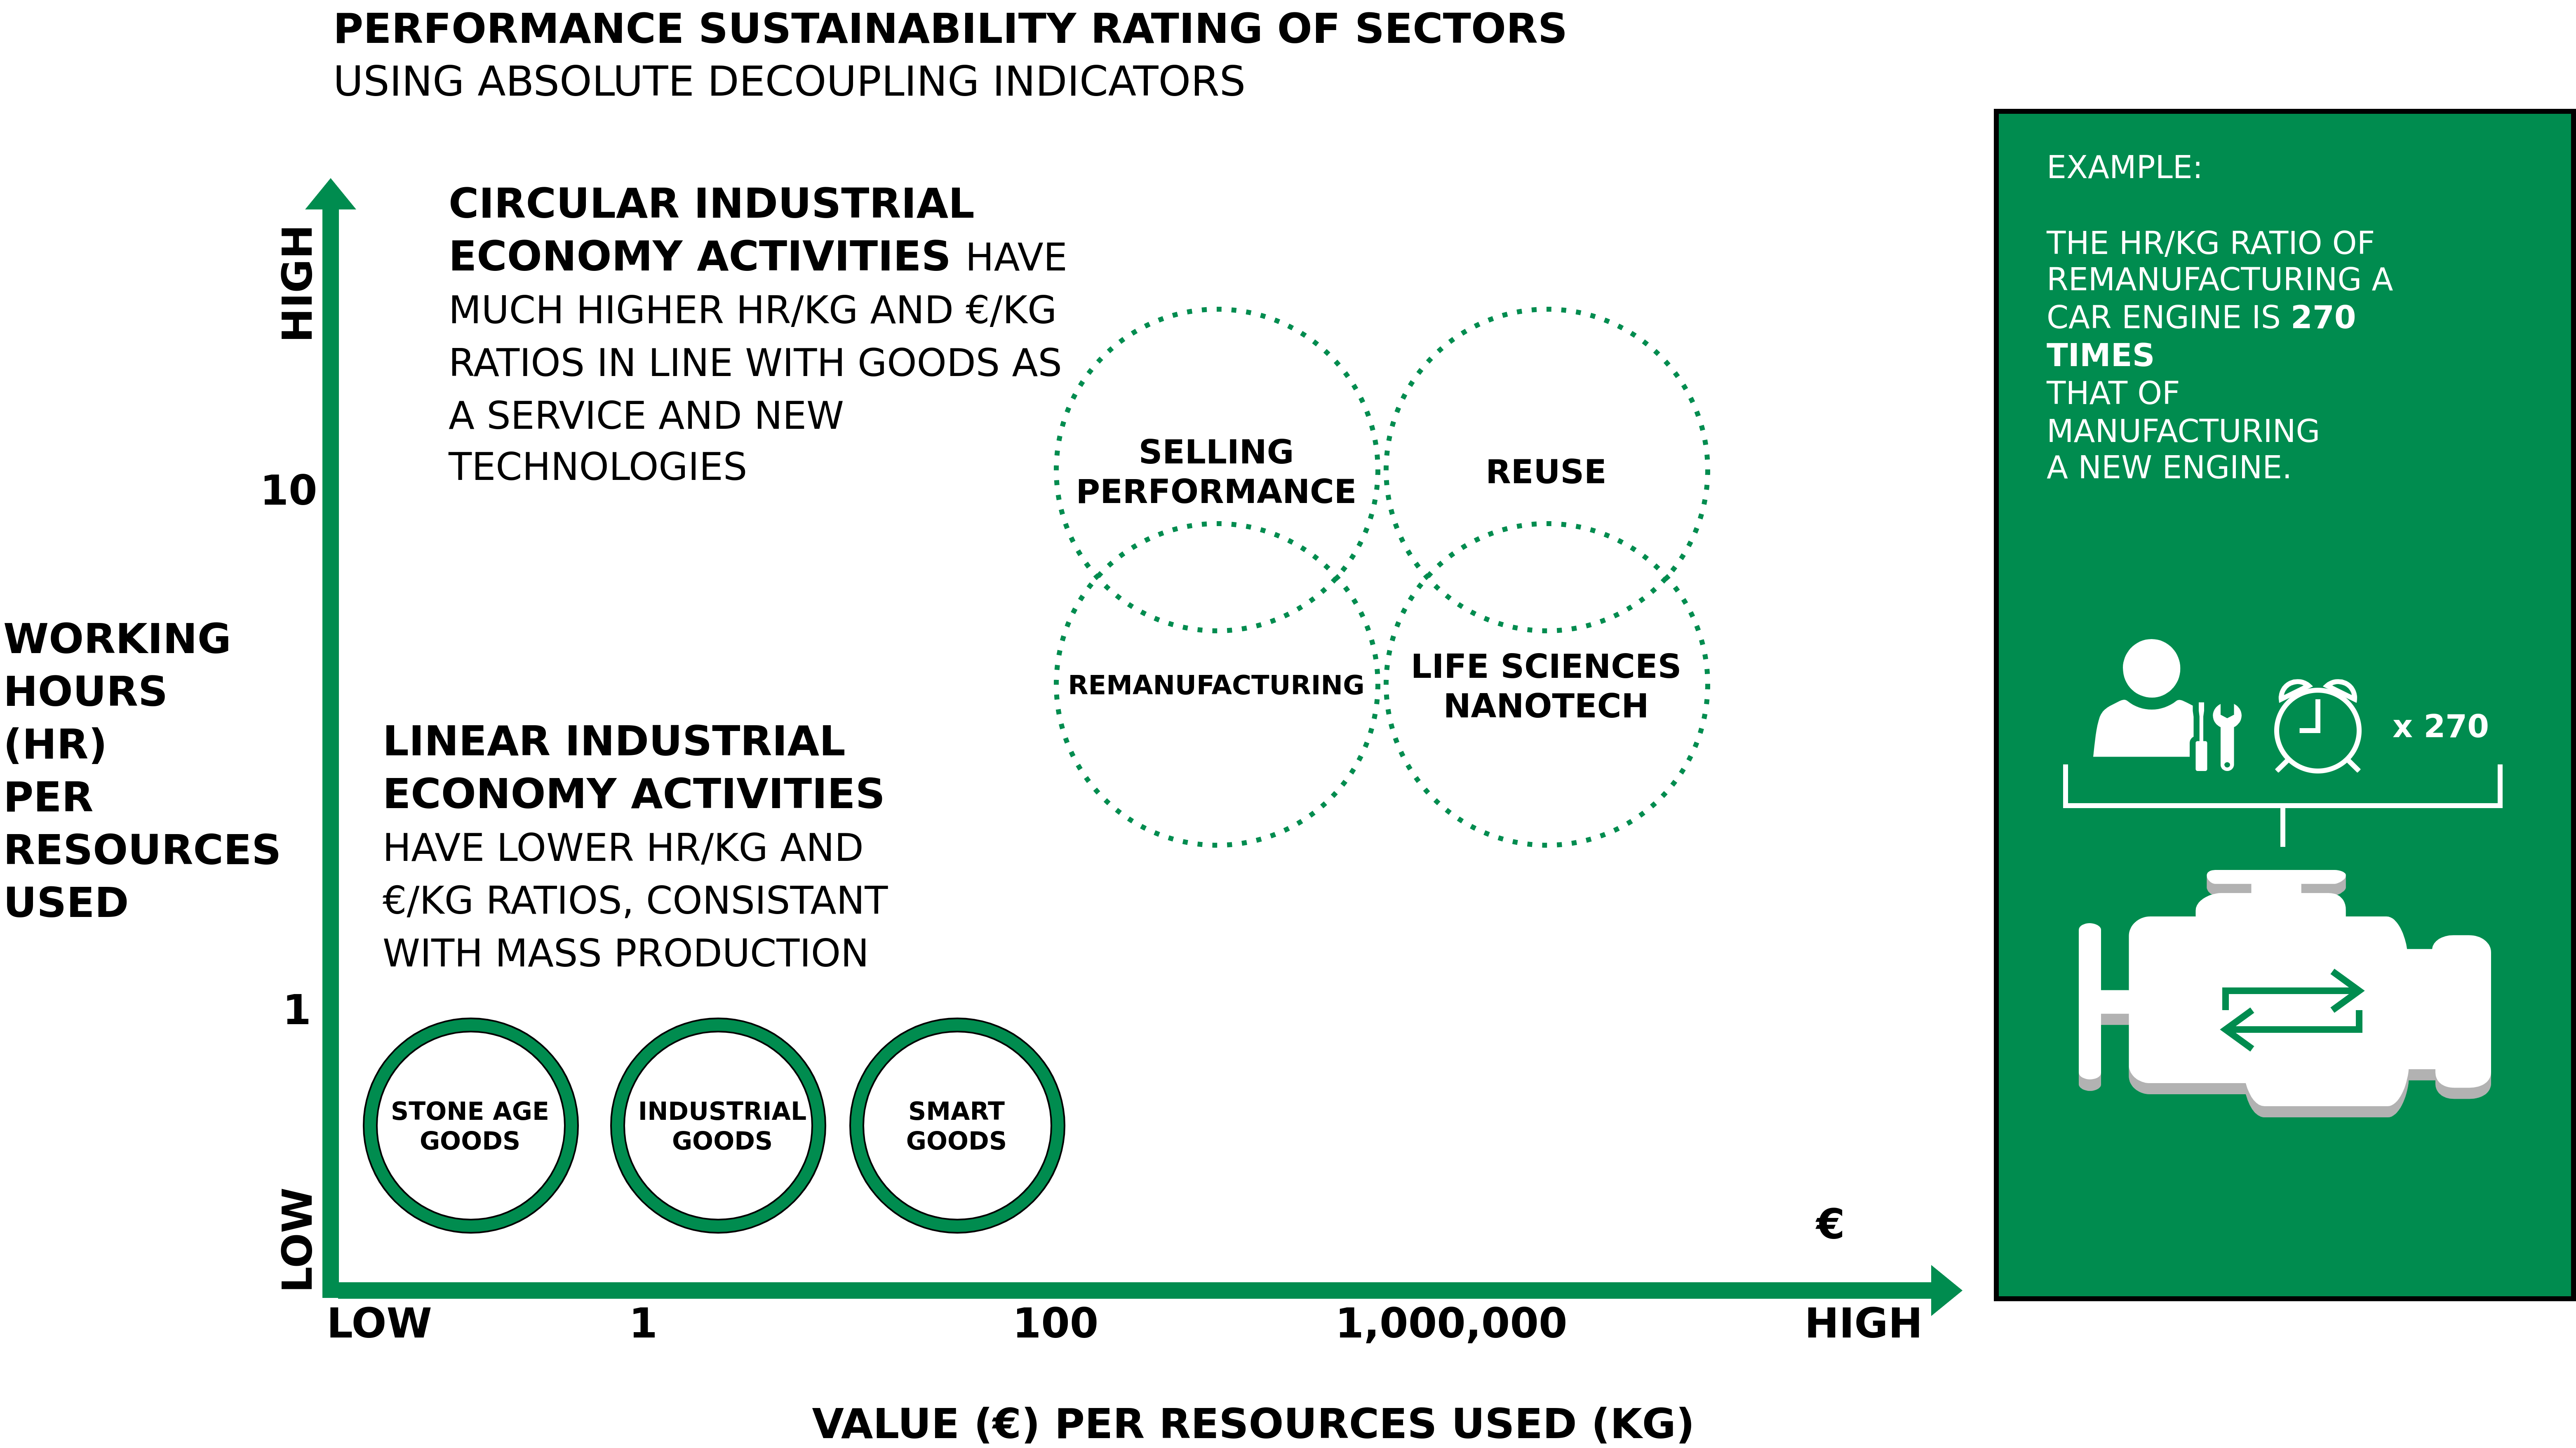 PERFORMANCE SUSTAINABILITY RATING OF SECTORS
USING ABSOLUTE DECOUPLING INDICATORS
HIGH
10
WORKING
HOURS
(HR)
PER
RESOURCES
USED
1
LOW
CIRCULAR INDUSTRIAL
ECONOMY ACTIVITIES HAVE
MUCH HIGHER HR/KG AND €/KG
RATIOS IN LINE WITH GOODS AS
A SERVICE AND NEW
TECHNOLOGIES
SELLING
PERFORMANCE
REUSE
REMANUFACTURING
LIFE SCIENCES
NANOTECH
LINEAR INDUSTRIAL
ECONOMY ACTIVITIES
HAVE LOWER HR/KG AND
€/KG RATIOS, CONSISTANT
WITH MASS PRODUCTION
STONE AGE
GOODS
INDUSTRIAL
GOODS
SMART
GOODS
€
LOW 1 100 1,000,000 HIGH
VALUE (€) PER RESOURCES USED (KG)
EXAMPLE:
THE HR/KG RATIO OF
REMANUFACTURING A
CAR ENGINE IS 270
TIMES
THAT OF
MANUFACTURING
A NEW ENGINE.
x 270